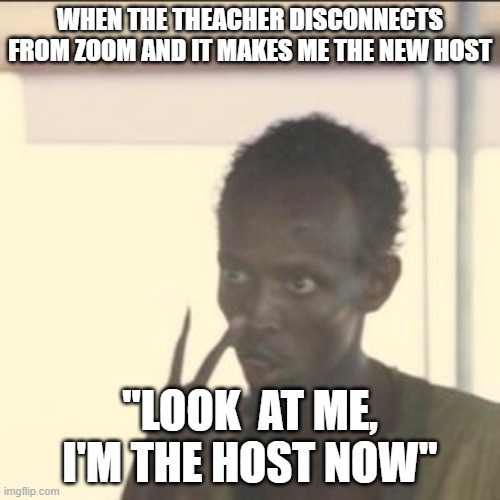 WHEN THE THEACHER DISCONNECTS
FROM ZOOM AND IT MAKES ME THE NEW HOST
"LOOK  AT ME,
I'M THE HOST NOW"
imgflip.com